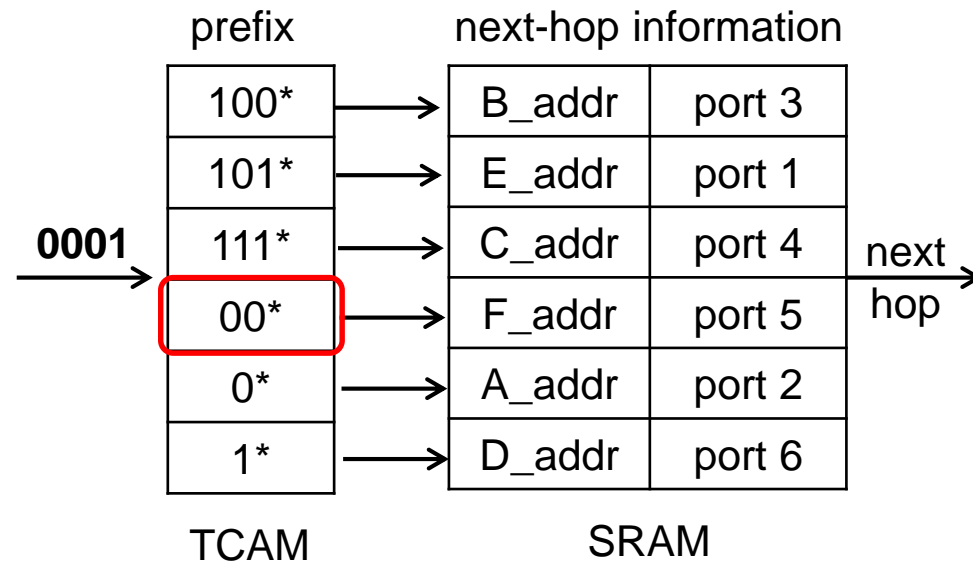 prefix next-hop information
100* B_addr port 3
101* E_addr port 1
0001 111* C_addr port 4 next
00* F_addr port 5 hop
0* A_addr port 2
1* D_addr port 6
TCAM SRAM